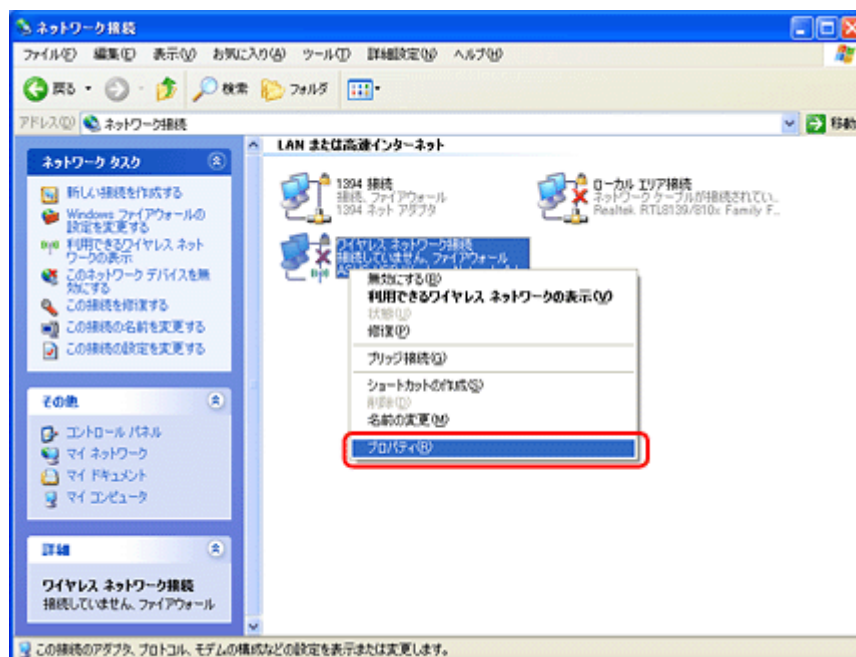 ネットワーク接続
ファイル(F) 編集(E) 表示(V) お気に入り(A) ツール(T) 詳細設定(N) ヘルプ(H)
戻る 検索 フォルダ
アドレス(D) ネットワーク接続 移動
ネットワーク タスク
新しい接続を作成する
Windows ファイアウォールの
設定を変更する
利用できるワイヤレス ネット
ワークの表示
このネットワーク デバイスを無
効にする
この接続を修復する
この接続の名前を変更する
この接続の設定を変更する
その他
コントロール パネル
マイ ネットワーク
マイ ドキュメント
マイ コンピュータ
詳細
ワイヤレス ネットワーク接続
接続していません、ファイアウォール
LAN または高速インターネット
1394 接続
接続、ファイアウォール
1394 ネット アダプタ
ローカル エリア接続
ネットワーク ケーブルが接続されてい...
Realtek RTL8139/810x Family F...
ワイヤレス ネットワーク接続
接続していません、ファイアウォール
無効にする(B)
利用できるワイヤレス ネットワークの表示(V)
状態(U)
修復(P)
ブリッジ接続(G)
ショートカットの作成(S)
削除(D)
名前の変更(M)
プロパティ(R)
この接続のアダプタ、プロトコル、モデムの構成などの設定を表示または変更します。